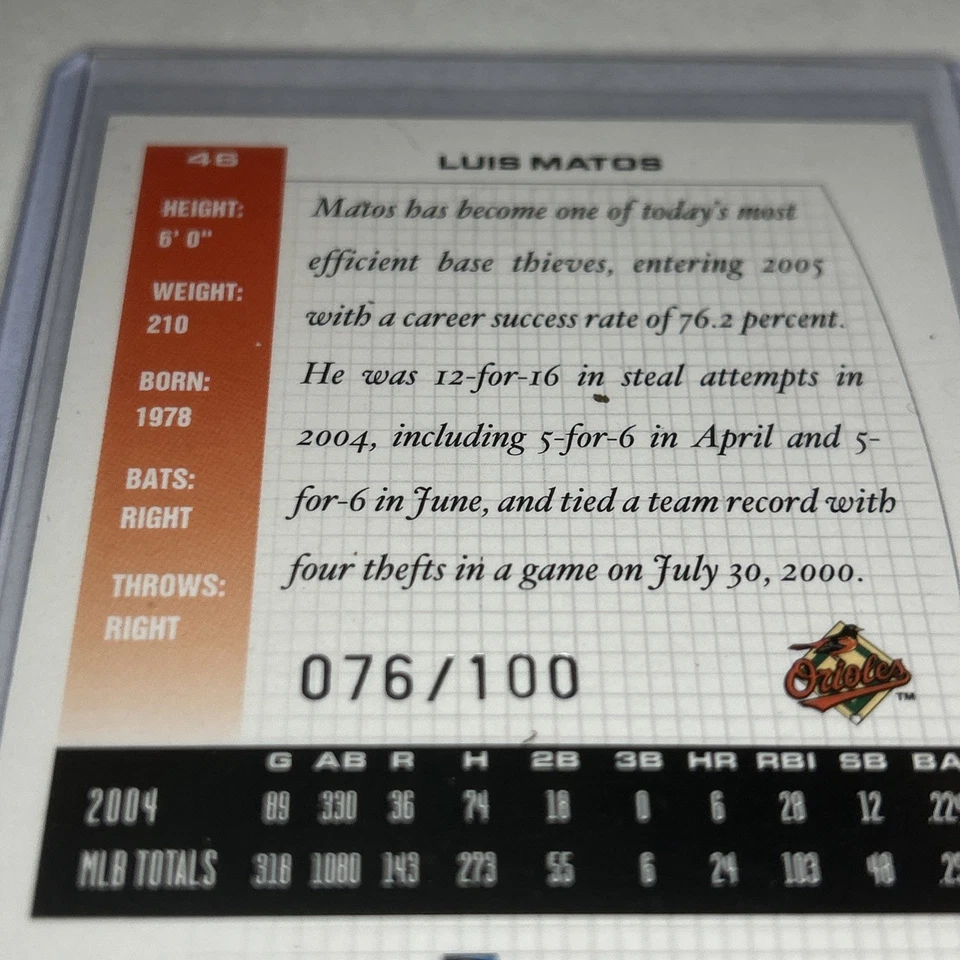 46
LUIS MATOS
HEIGHT:
6' 0"
WEIGHT:
210
BORN:
1978
BATS:
RIGHT
THROWS:
RIGHT
Matos has become one of today's most
efficient base thieves, entering 2005
with a career success rate of 76.2 percent.
He was 12-for-16 in steal attempts in
2004, including 5-for-6 in April and 5-
for-6 in June, and tied a team record with
four thefts in a game on July 30, 2000.
076/100
Orioles TM
G AB R H 2B 3B HR RBI SB BA
2004 89 330 36 74 18 0 6 28 12 .224
MLB TOTALS 318 1080 143 273 55 6 24 103 48 .25